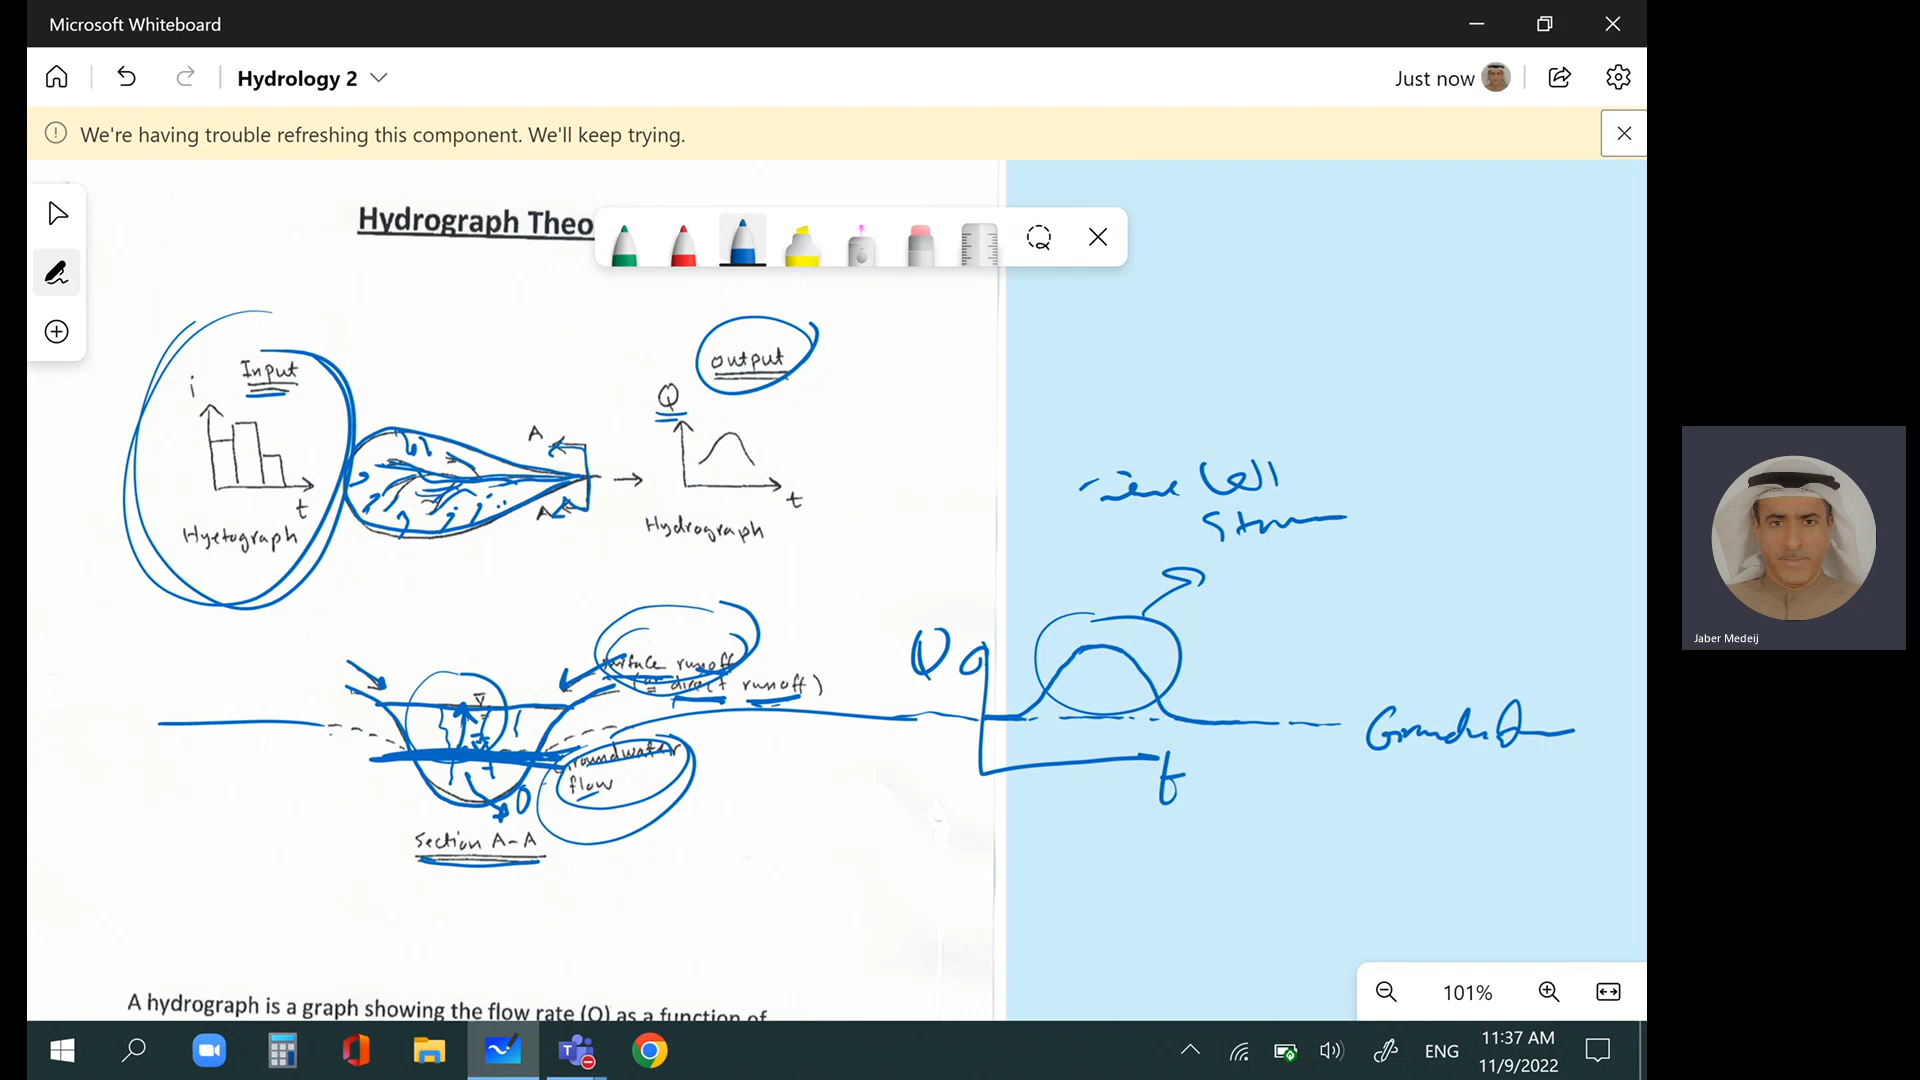 Microsoft Whiteboard
Hydrology 2
Just now
We're having trouble refreshing this component. We'll keep trying.
Hydrograph Theo
Input
i
t
Hyetograph
A
A
output
Q
t
Hydrograph
surface runoff
(= direct runoff)
groundwater
flow
Section A-A
Q
t
A hydrograph is a graph showing the flow rate (Q) as a function of
Jaber Medeij
101%
ENG
11:37 AM
11/9/2022